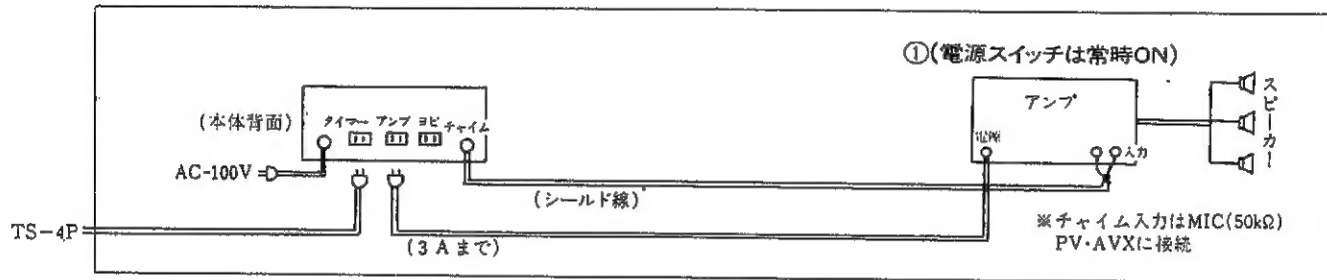 ①(電源スイッチは常時ON)
アンプ
スピーカー
(本体背面)
タイマー アンプ ヨビ チャイム
電源
入力
AC-100V
(シールド線)
TS-4P
(3Aまで)
※チャイム入力はMIC(50kΩ)
PV・AVXに接続